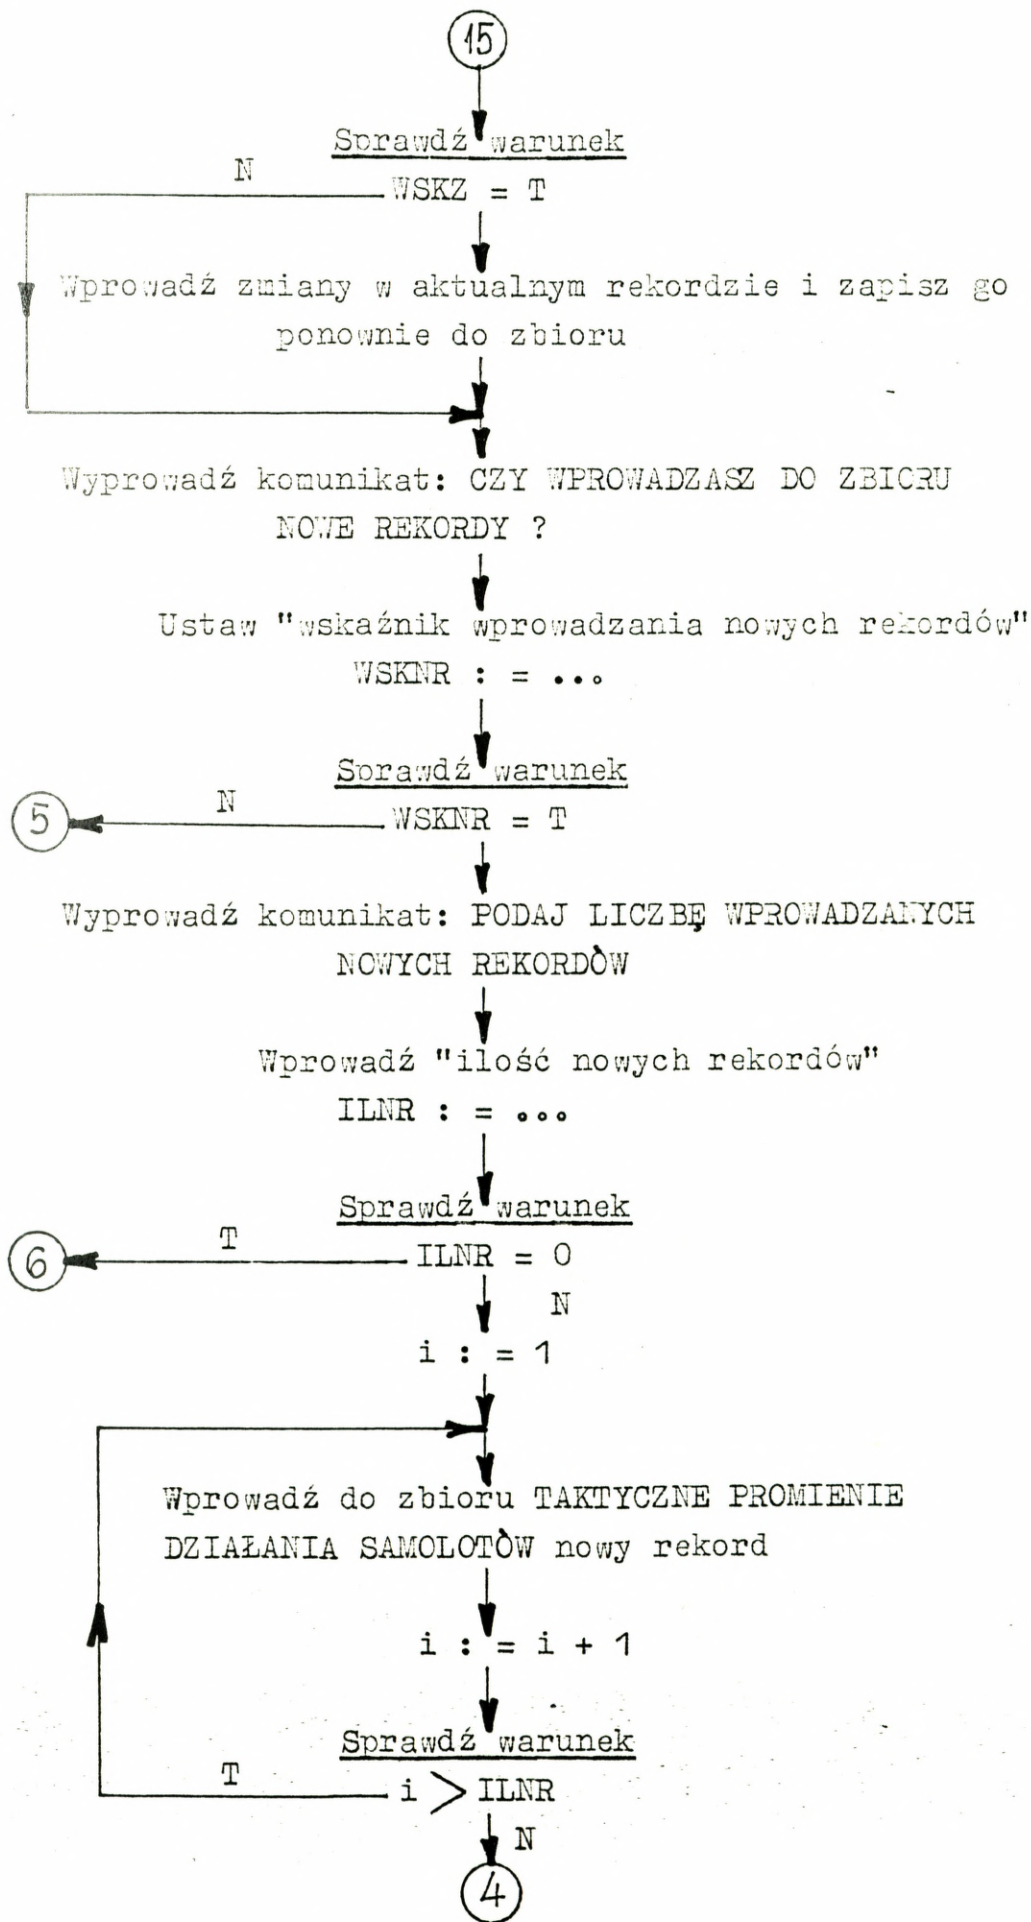 15
Sprawdź warunek
N
WSKZ = T
Wprowadź zmiany w aktualnym rekordzie i zapisz go
ponownie do zbioru
Wyprowadź komunikat: CZY WPROWADZASZ DO ZBIORU
NOWE REKORDY ?
Ustaw "wskaźnik wprowadzania nowych rekordów"
WSKNR : = ...
Sprawdź warunek
N
5
WSKNR = T
Wyprowadź komunikat: PODAJ LICZBĘ WPROWADZANYCH
NOWYCH REKORDÒW
Wprowadź "ilość nowych rekordów"
ILNR : = ...
Sprawdź warunek
T
6
ILNR = 0
N
i : = 1
Wprowadź do zbioru TAKTYCZNE PROMIENIE
DZIAŁANIA SAMOLOTÒW nowy rekord
i : = i + 1
Sprawdź warunek
T
i > ILNR
N
4